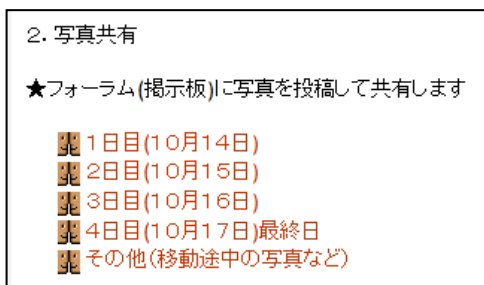 ２．写真共有
★フォーラム(掲示板)に写真を投稿して共有します
１日目(１０月１４日)
２日目(１０月１５日)
３日目(１０月１６日)
４日目(１０月１７日)最終日
その他(移動途中の写真など)